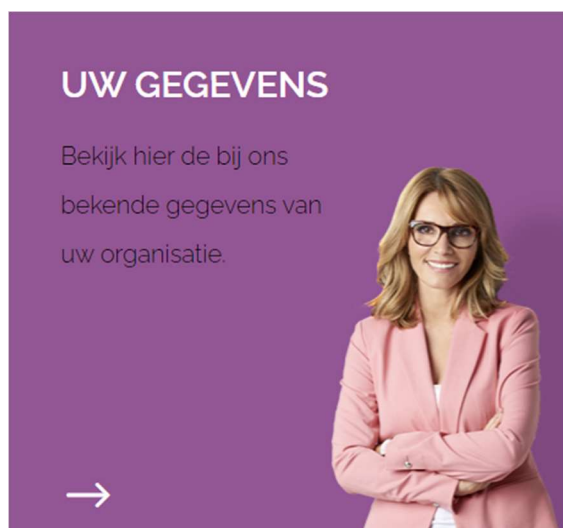 UW GEGEVENS
Bekijk hier de bij ons
bekende gegevens van
uw organisatie.